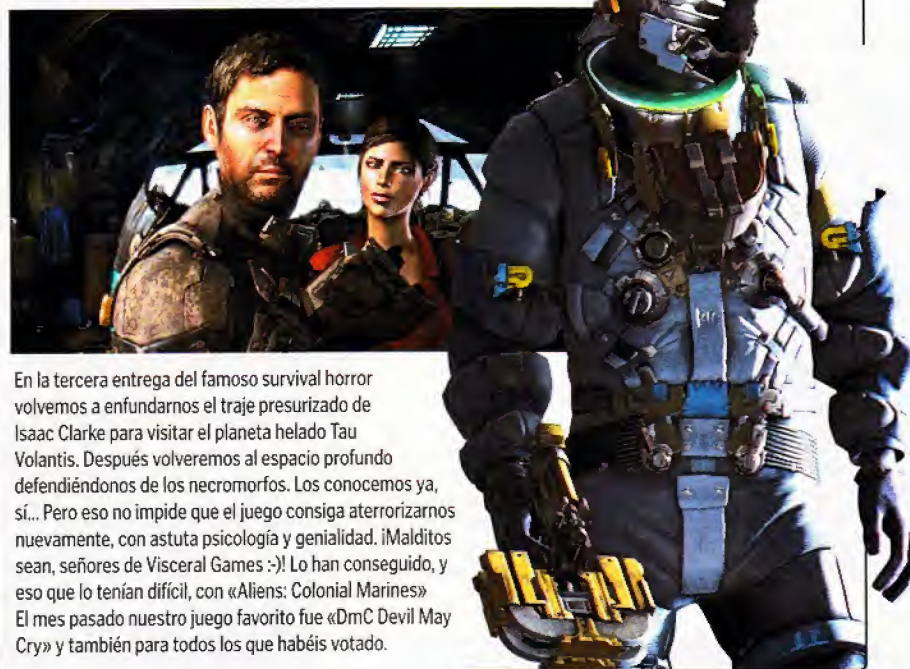 En la tercera entrega del famoso survival horror
volvemos a enfundarnos el traje presurizado de
Isaac Clarke para visitar el planeta helado Tau
Volantis. Después volveremos al espacio profundo
defendiéndonos de los necromorfos. Los conocemos ya,
sí... Pero eso no impide que el juego consiga aterrorizarnos
nuevamente, con astuta psicología y genialidad. ¡Malditos
sean, señores de Visceral Games :-)! Lo han conseguido, y
eso que lo tenían difícil, con «Aliens: Colonial Marines»
El mes pasado nuestro juego favorito fue «DmC Devil May
Cry» y también para todos los que habéis votado.